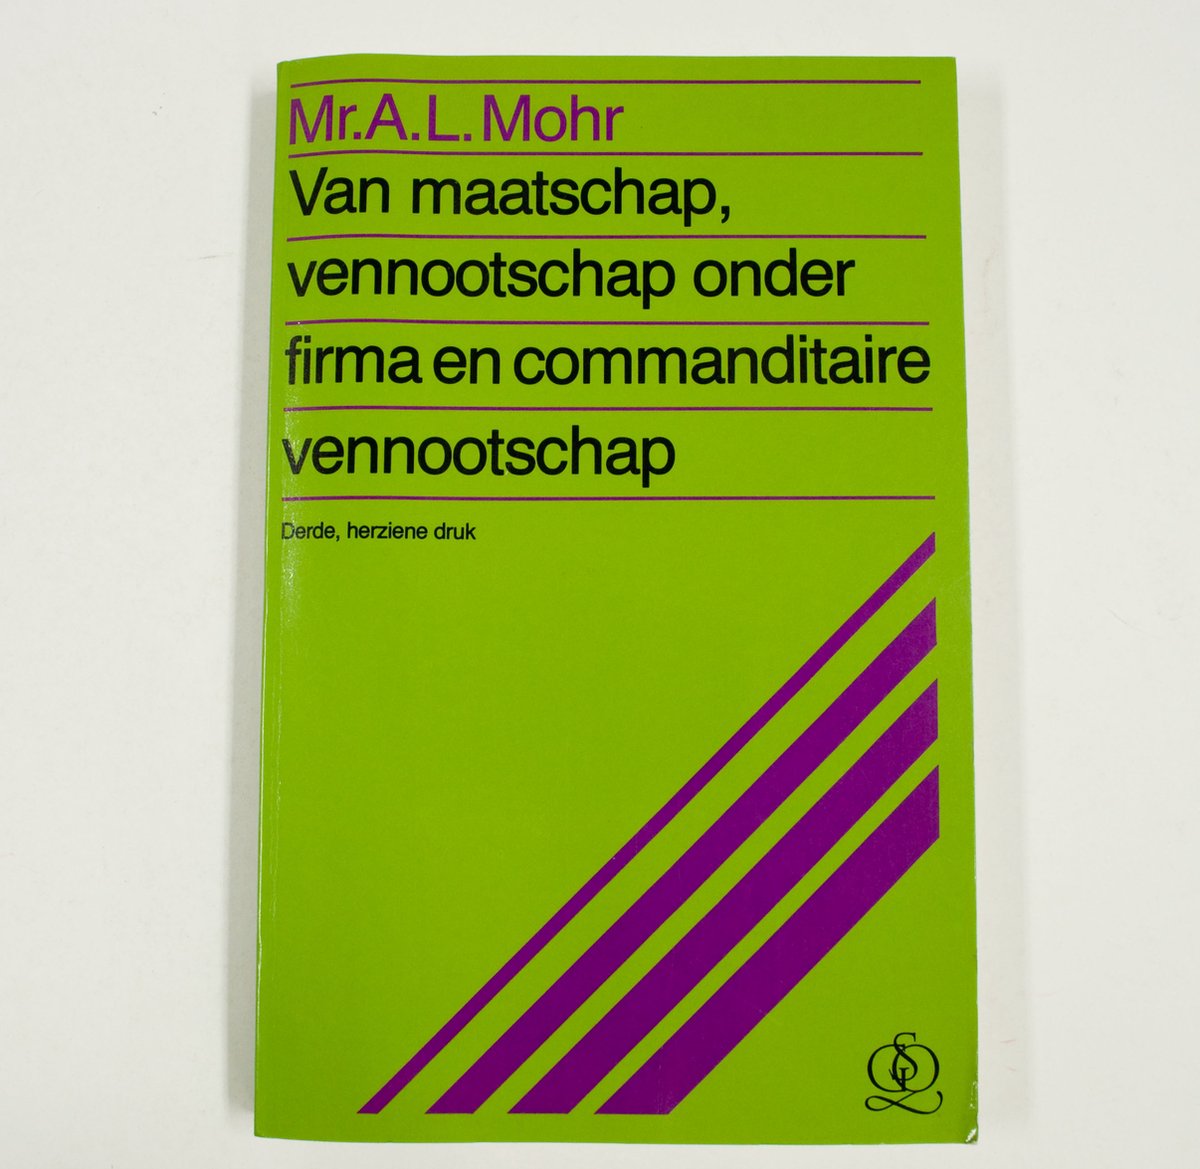 Mr. A. L. Mohr
Van maatschap,
vennootschap onder
firma en commanditaire
vennootschap
Derde, herziene druk